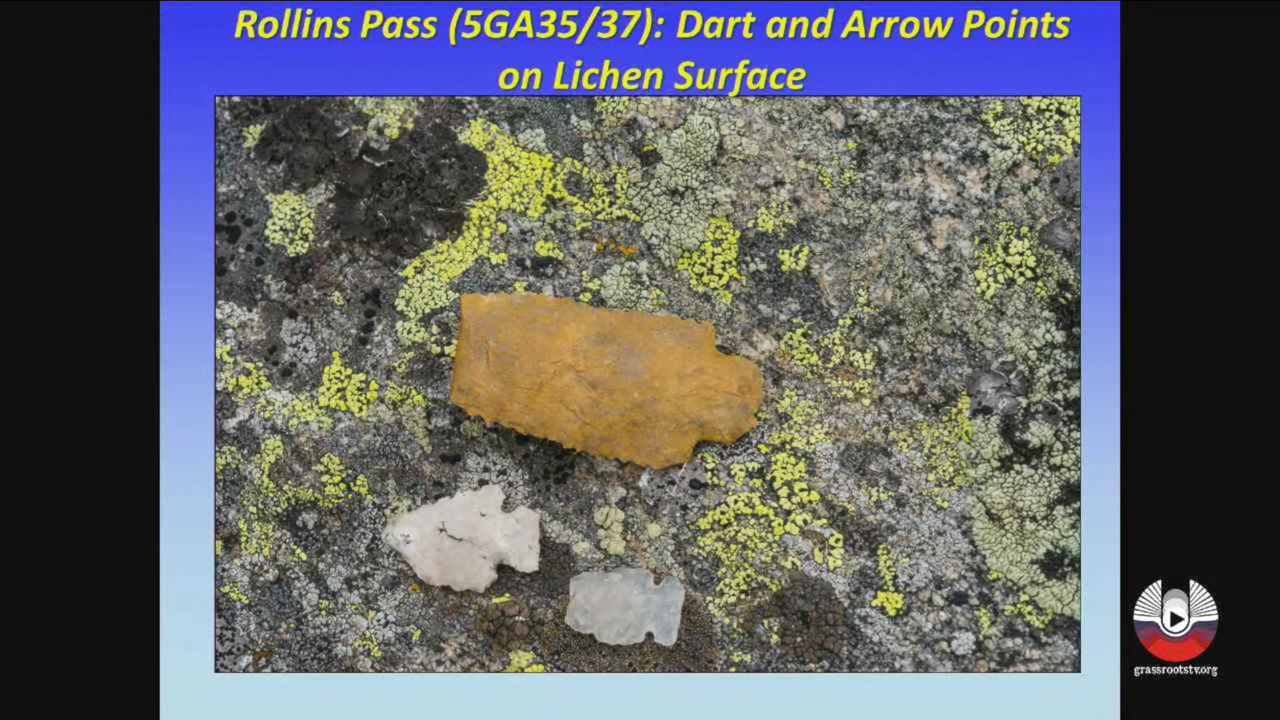 Rollins Pass (5GA35/37): Dart and Arrow Points
on Lichen Surface
grassrootstv.org